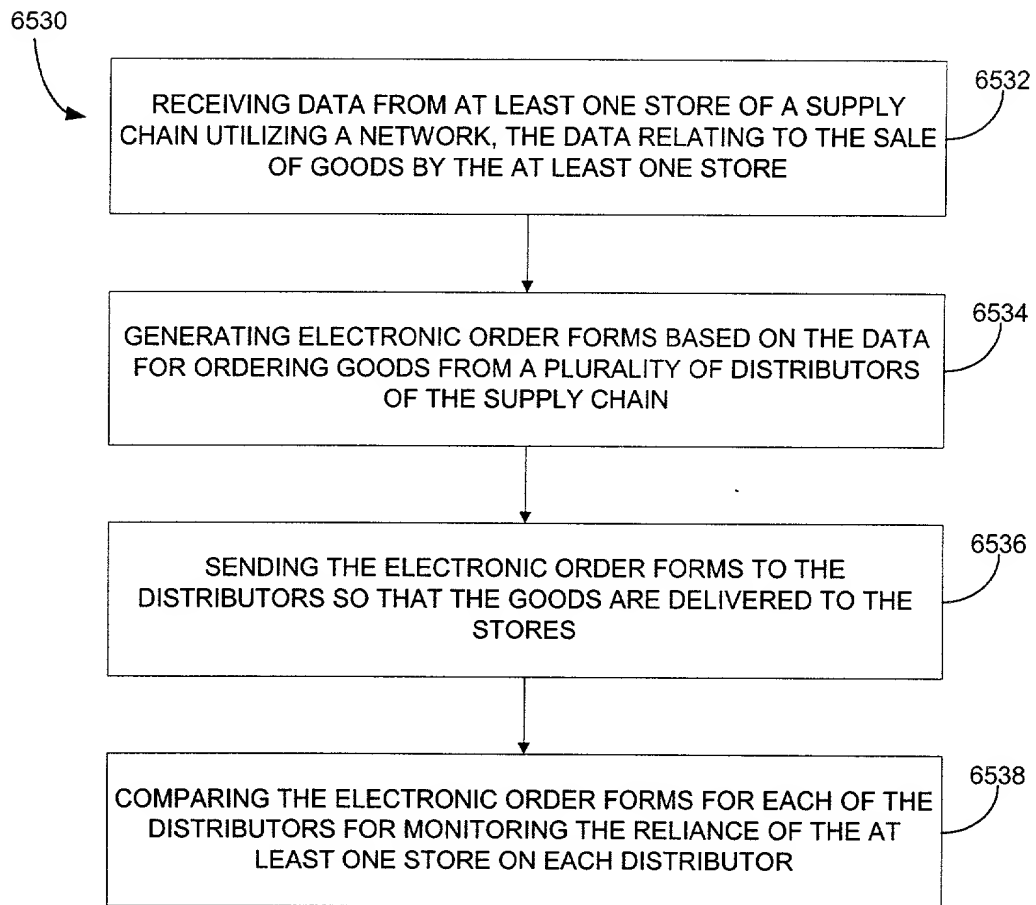 6530
6532
RECEIVING DATA FROM AT LEAST ONE STORE OF A SUPPLY
CHAIN UTILIZING A NETWORK, THE DATA RELATING TO THE SALE
OF GOODS BY THE AT LEAST ONE STORE
6534
GENERATING ELECTRONIC ORDER FORMS BASED ON THE DATA
FOR ORDERING GOODS FROM A PLURALITY OF DISTRIBUTORS
OF THE SUPPLY CHAIN
6536
SENDING THE ELECTRONIC ORDER FORMS TO THE
DISTRIBUTORS SO THAT THE GOODS ARE DELIVERED TO THE
STORES
6538
COMPARING THE ELECTRONIC ORDER FORMS FOR EACH OF THE
DISTRIBUTORS FOR MONITORING THE RELIANCE OF THE AT
LEAST ONE STORE ON EACH DISTRIBUTOR